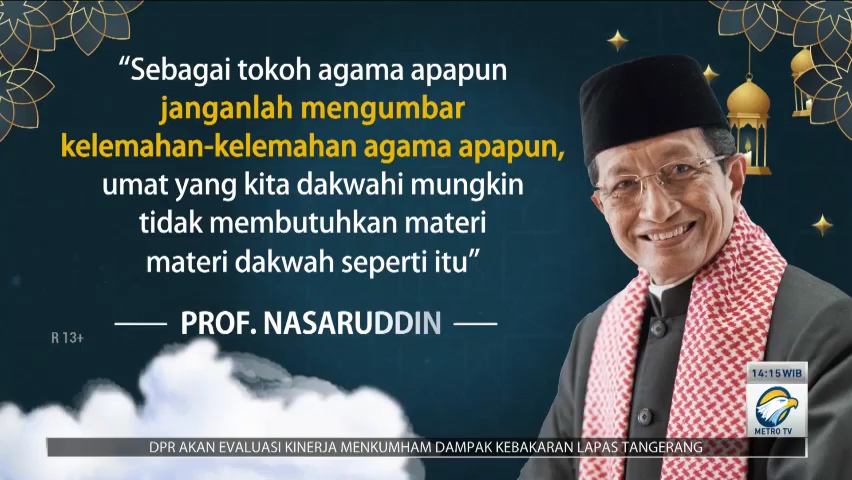 “Sebagai tokoh agama apapun
janganlah mengumbar
kelemahan-kelemahan agama apapun,
umat yang kita dakwahi mungkin
tidak membutuhkan materi
materi dakwah seperti itu”
PROF. NASARUDDIN
R 13+
14:15 WIB
METRO TV
DPR AKAN EVALUASI KINERJA MENKUMHAM DAMPAK KEBAKARAN LAPAS TANGERANG